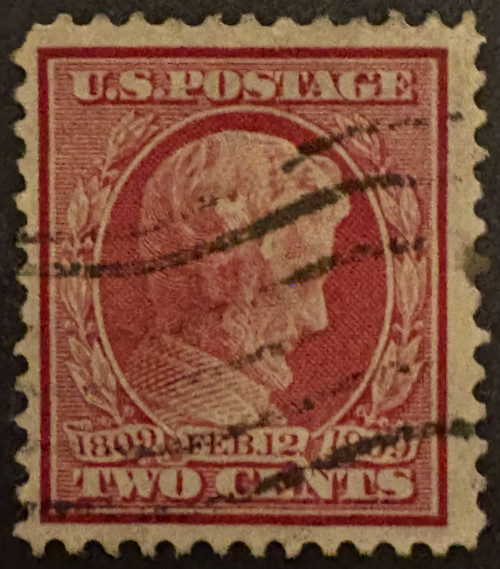 U.S. POSTAGE
1809 FEB. 12 1909
TWO CENTS